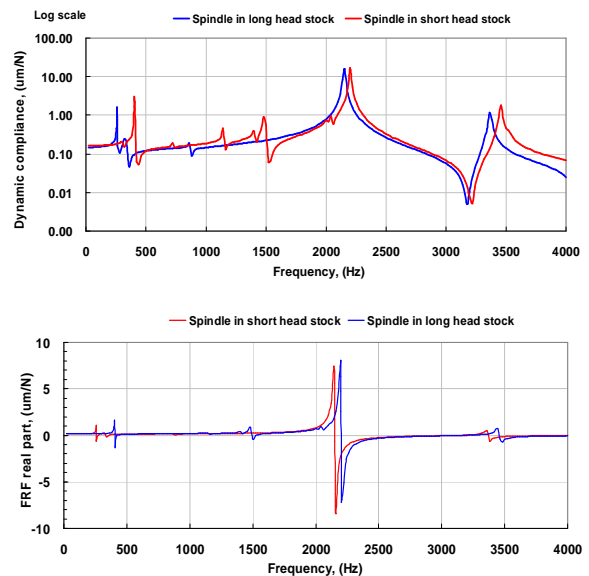 Log scale
Spindle in long head stock Spindle in short head stock
Dynamic compliance, (um/N)
100.00
10.00
1.00
0.10
0.01
0.00
0 500 1000 1500 2000 2500 3000 3500 4000
Frequency, (Hz)
Spindle in short head stock Spindle in long head stock
FRF real part, (um/N)
10
5
0
-5
-10
0 500 1000 1500 2000 2500 3000 3500 4000
Frequency, (Hz)